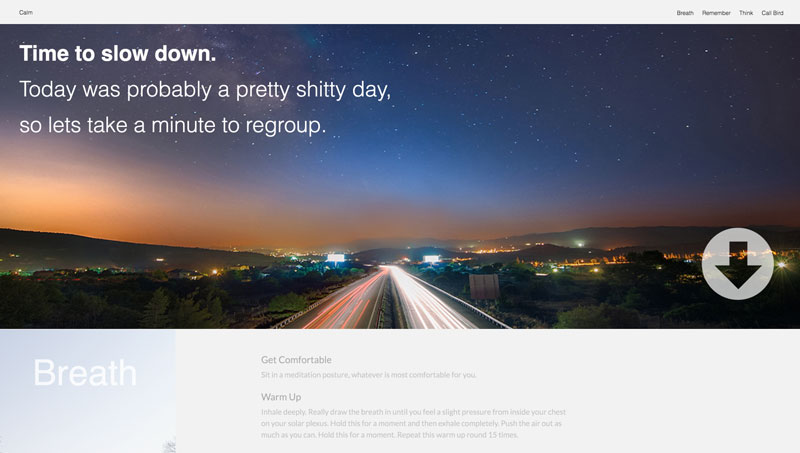 Calm
Breath Remember Think Call Bird
Time to slow down.
Today was probably a pretty shitty day,
so lets take a minute to regroup.
Breath
Get Comfortable
Sit in a meditation posture, whatever is most comfortable for you.
Warm Up
Inhale deeply. Really draw the breath in until you feel a slight pressure from inside your chest
on your solar plexus. Hold this for a moment and then exhale completely. Push the air out as
much as you can. Hold this for a moment. Repeat this warm up round 15 times.